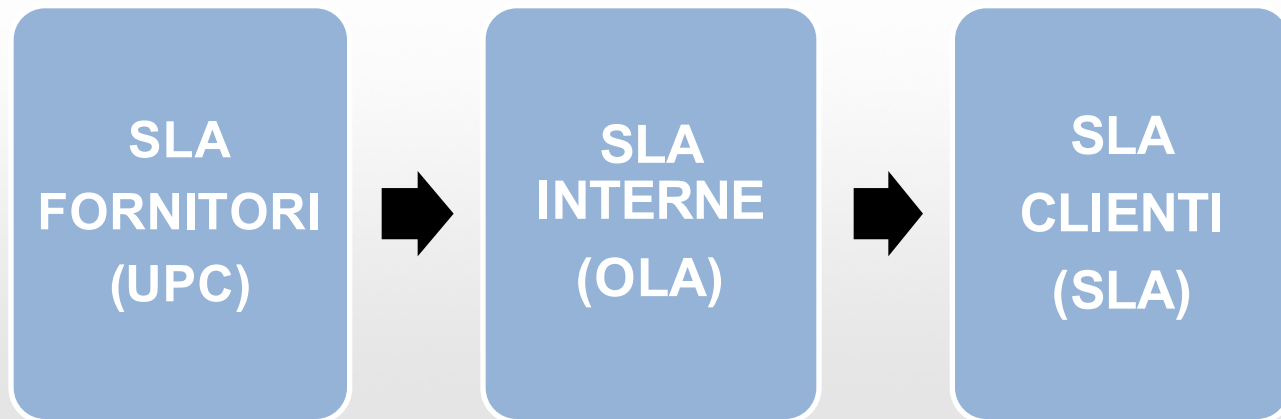 SLA
FORNITORI
(UPC)
SLA
INTERNE
(OLA)
SLA
CLIENTI
(SLA)